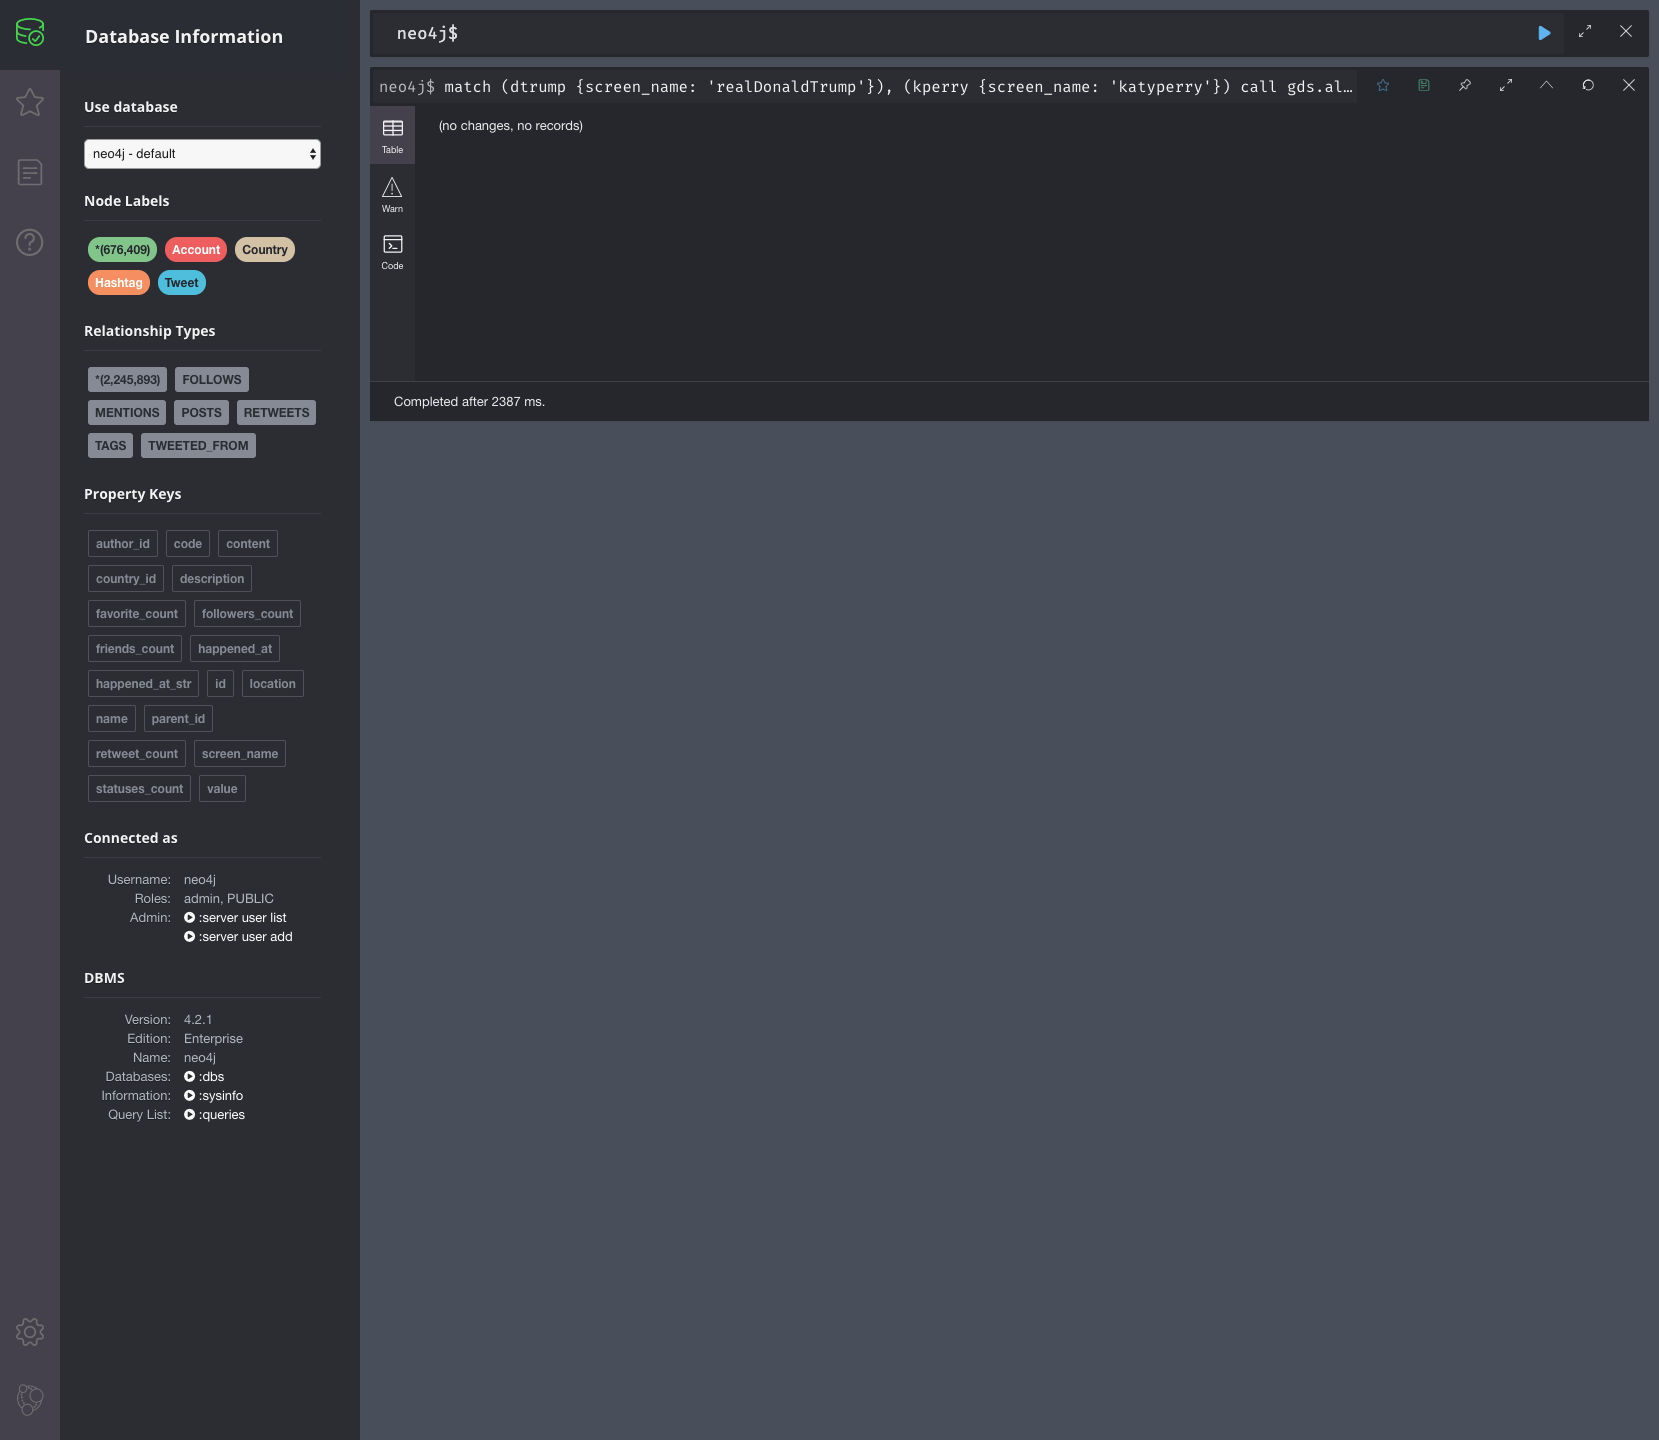 Database Information
Use database
neo4j - default
Node Labels
*(676,409) Account Country
Hashtag Tweet
Relationship Types
*(2,245,893) FOLLOWS
MENTIONS POSTS RETWEETS
TAGS TWEETED_FROM
Property Keys
author_id code content
country_id description
favorite_count followers_count
friends_count happened_at
happened_at_str id location
name parent_id
retweet_count screen_name
statuses_count value
Connected as
Username: neo4j
Roles: admin, PUBLIC
Admin: :server user list
:server user add
DBMS
Version: 4.2.1
Edition: Enterprise
Name: neo4j
Databases: :dbs
Information: :sysinfo
Query List: :queries
neo4j$
neo4j$ match (dtrump {screen_name: 'realDonaldTrump'}), (kperry {screen_name: 'katyperry'}) call gds.al…
Table
Warn
Code
(no changes, no records)
Completed after 2387 ms.